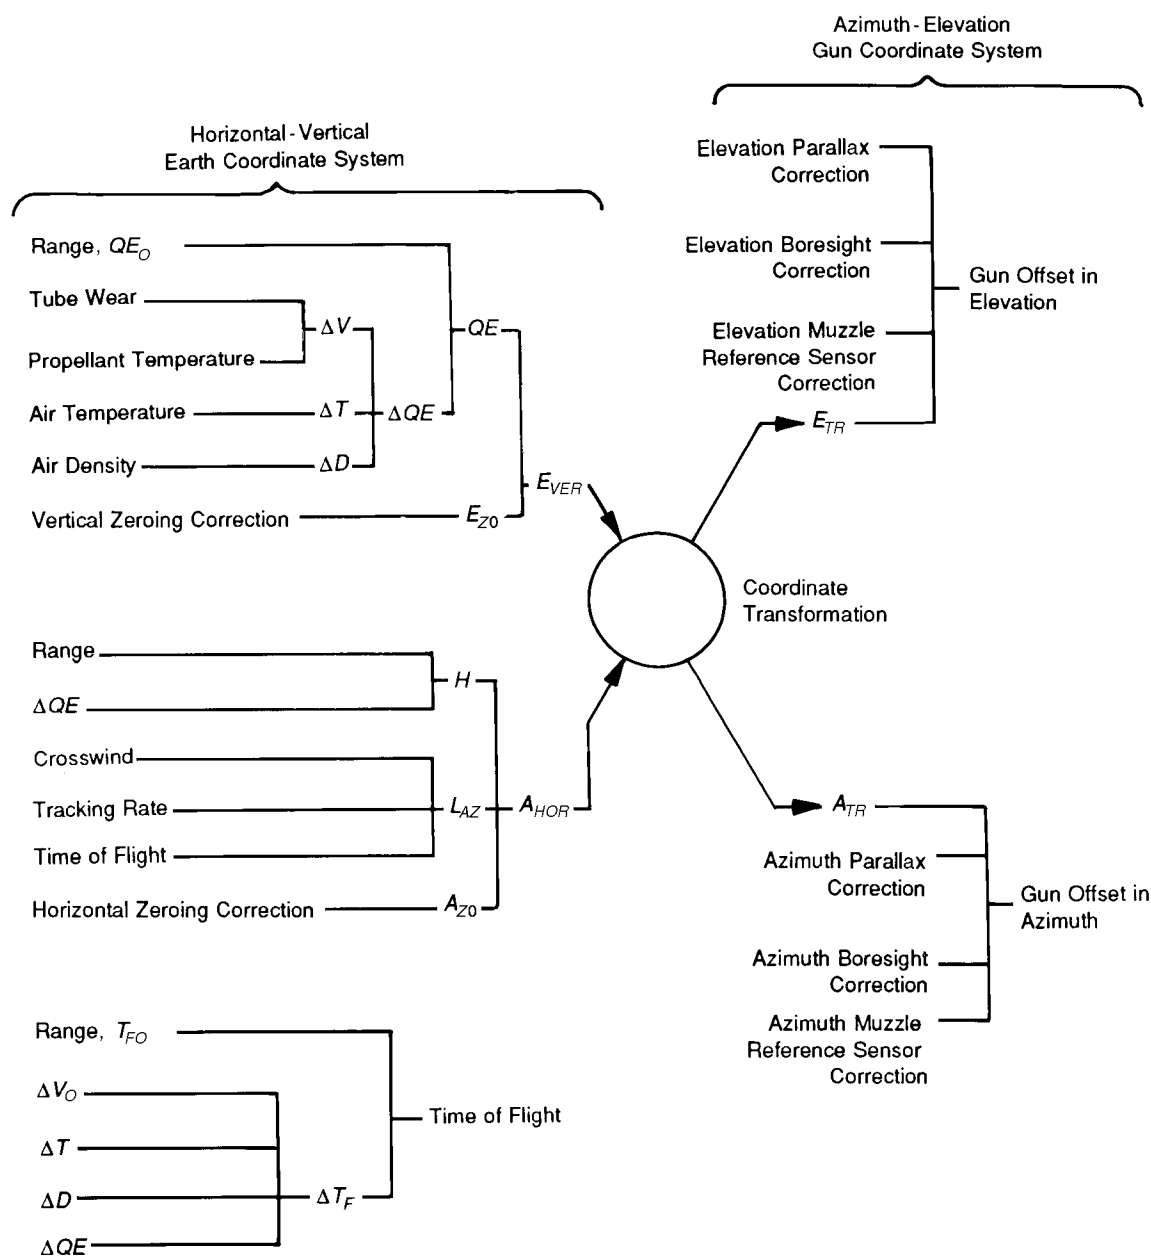 Azimuth-Elevation
Gun Coordinate System
Horizontal-Vertical
Earth Coordinate System
Elevation Parallax
Correction
Range, QE_O
Elevation Boresight
Correction
Gun Offset in
Elevation
Tube Wear
ΔV
QE
Elevation Muzzle
Reference Sensor
Correction
Propellant Temperature
Air Temperature
ΔT
ΔQE
E_TR
Air Density
ΔD
E_VER
Vertical Zeroing Correction
E_Z0
Coordinate
Transformation
Range
H
ΔQE
Crosswind
Tracking Rate
L_AZ
A_HOR
A_TR
Time of Flight
Azimuth Parallax
Correction
Horizontal Zeroing Correction
A_Z0
Gun Offset in
Azimuth
Azimuth Boresight
Correction
Azimuth Muzzle
Reference Sensor
Correction
Range, T_FO
ΔV_O
Time of Flight
ΔT
ΔD
ΔT_F
ΔQE